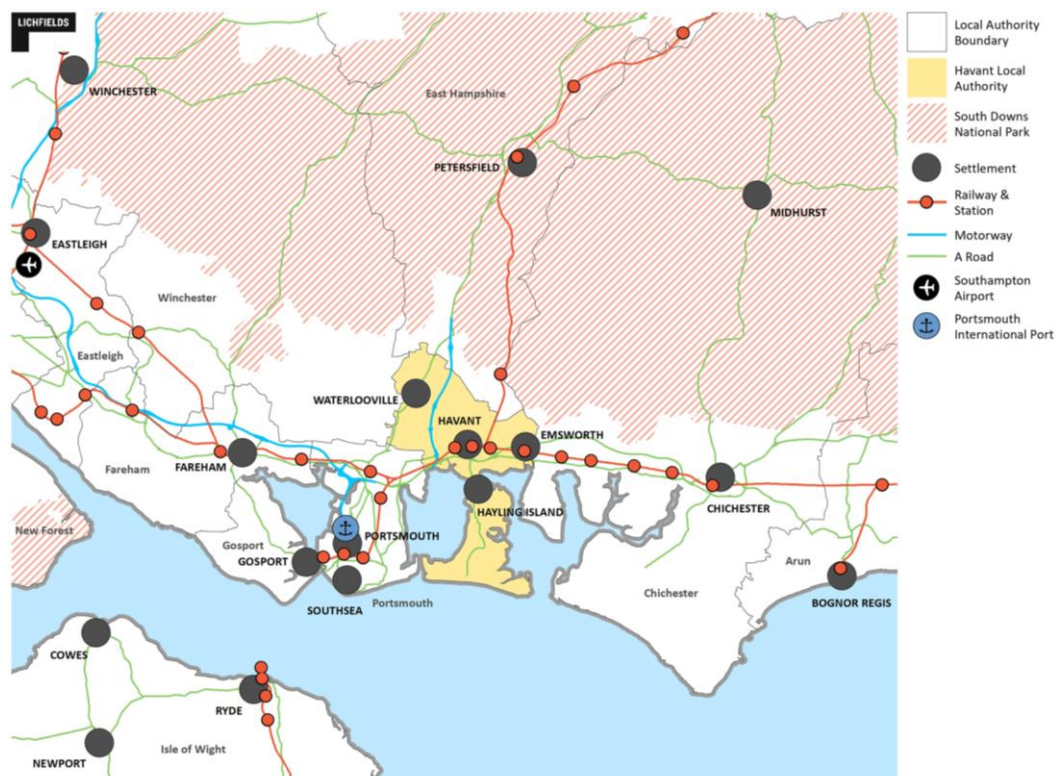 LICHFIELDS
WINCHESTER
East Hampshire
PETERSFIELD
MIDHURST
EASTLEIGH
Winchester
Eastleigh
WATERLOOVILLE
HAVANT
EMSWORTH
Fareham
FAREHAM
CHICHESTER
HAYLING ISLAND
New Forest
Gosport
PORTSMOUTH
GOSPORT
Arun
Chichester
SOUTHSEA
Portsmouth
BOGNOR REGIS
COWES
RYDE
Isle of Wight
NEWPORT
Local Authority
Boundary
Havant Local
Authority
South Downs
National Park
Settlement
Railway &
Station
Motorway
A Road
Southampton
Airport
Portsmouth
International Port